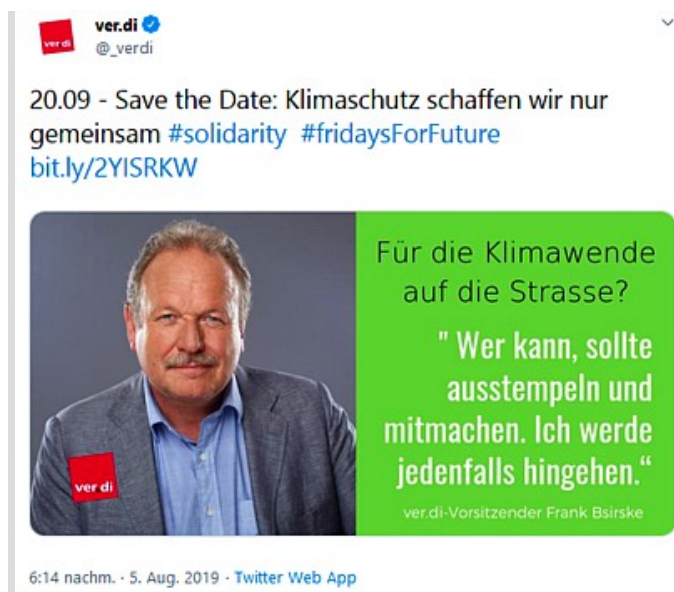 ver.di
ver.di
@_verdi
20.09 - Save the Date: Klimaschutz schaffen wir nur
gemeinsam #solidarity #fridaysForFuture
bit.ly/2YISRKW
Für die Klimawende
auf die Strasse?
" Wer kann, sollte
ausstempeln und
mitmachen. Ich werde
jedenfalls hingehen.“
ver.di-Vorsitzender Frank Bsirske
ver di
6:14 nachm. · 5. Aug. 2019 · Twitter Web App